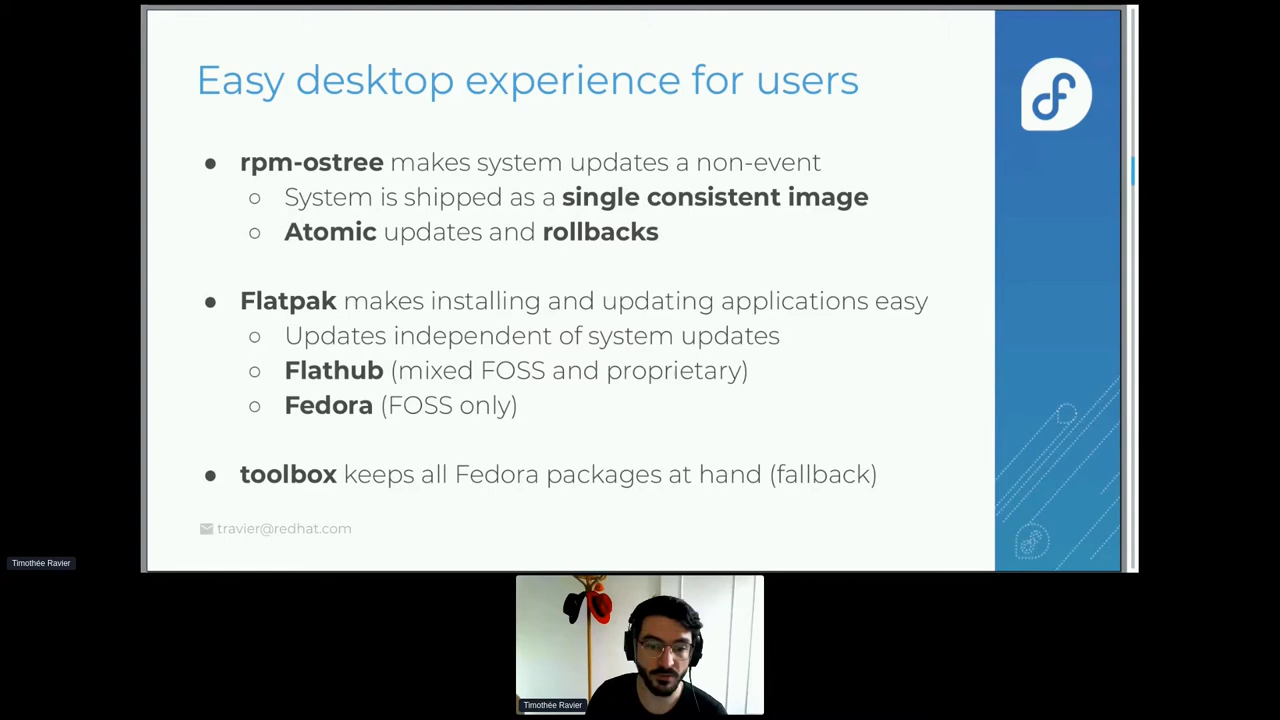 Easy desktop experience for users
● rpm-ostree makes system updates a non-event
○ System is shipped as a single consistent image
○ Atomic updates and rollbacks
● Flatpak makes installing and updating applications easy
○ Updates independent of system updates
○ Flathub (mixed FOSS and proprietary)
○ Fedora (FOSS only)
● toolbox keeps all Fedora packages at hand (fallback)
travier@redhat.com
Timothée Ravier
Timothée Ravier